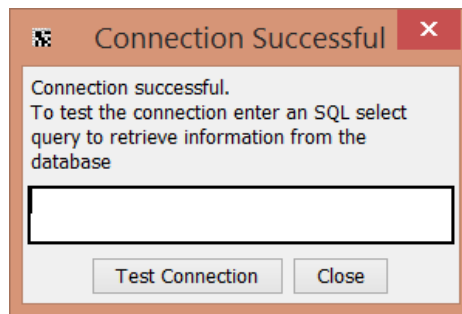 Connection Successful
Connection successful.
To test the connection enter an SQL select
query to retrieve information from the
database
Test Connection Close